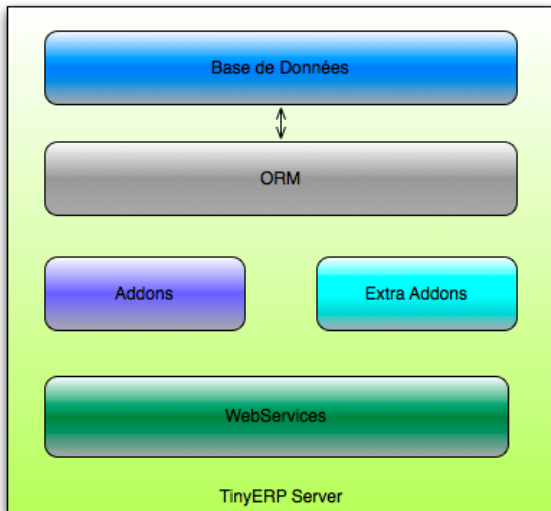 Base de Données
ORM
Addons
Extra Addons
WebServices
TinyERP Server